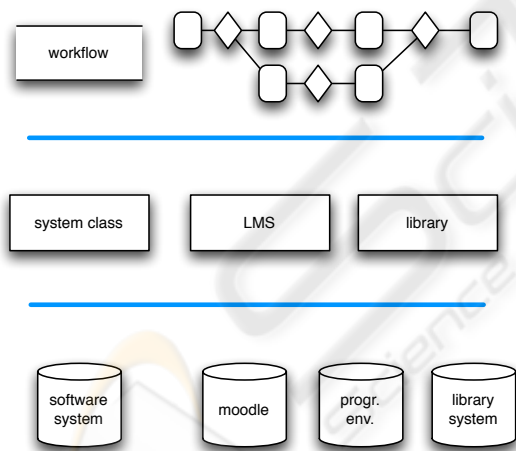 workflow
system class
LMS
library
software
system
moodle
progr.
env.
library
system